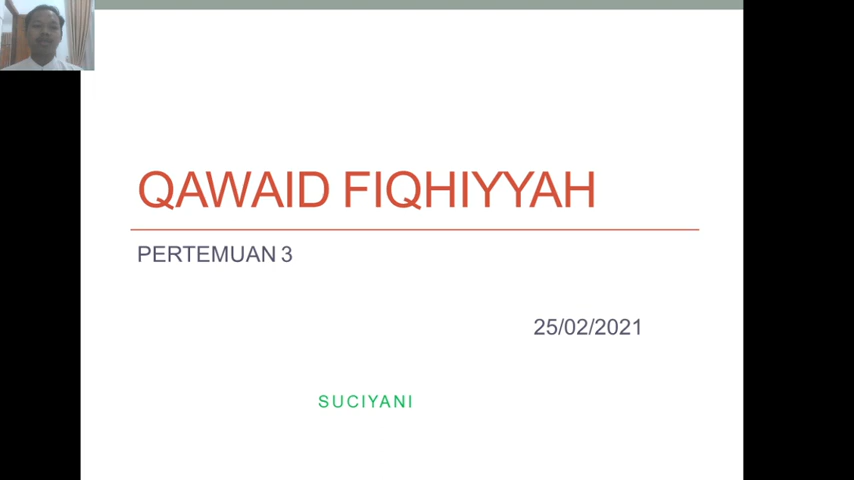 QAWAID FIQHIYYAH
PERTEMUAN 3
25/02/2021
SUCIYANI